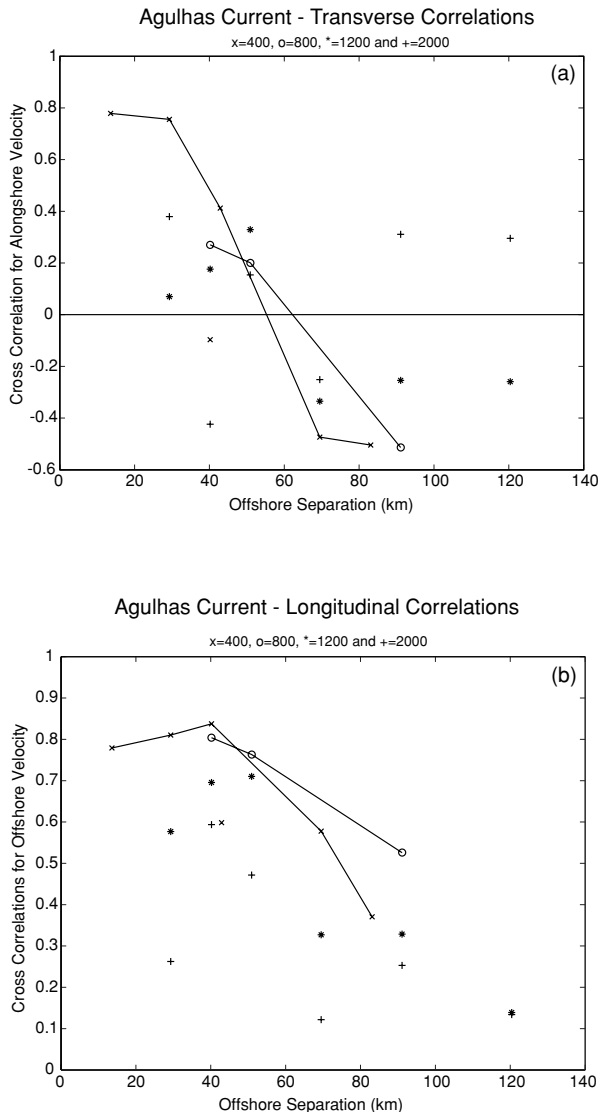 Agulhas Current - Transverse Correlations
x=400, o=800, *=1200 and +=2000
(a)
Cross Correlation for Alongshore Velocity
1
0.8
0.6
0.4
0.2
0
-0.2
-0.4
-0.6
0 20 40 60 80 100 120 140
Offshore Separation (km)
Agulhas Current - Longitudinal Correlations
x=400, o=800, *=1200 and +=2000
(b)
Cross Correlations for Offshore Velocity
1
0.9
0.8
0.7
0.6
0.5
0.4
0.3
0.2
0.1
0
0 20 40 60 80 100 120 140
Offshore Separation (km)